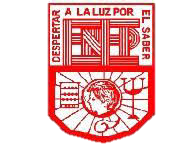 DESPERTAR A LA LUZ POR EL SABER
ENP